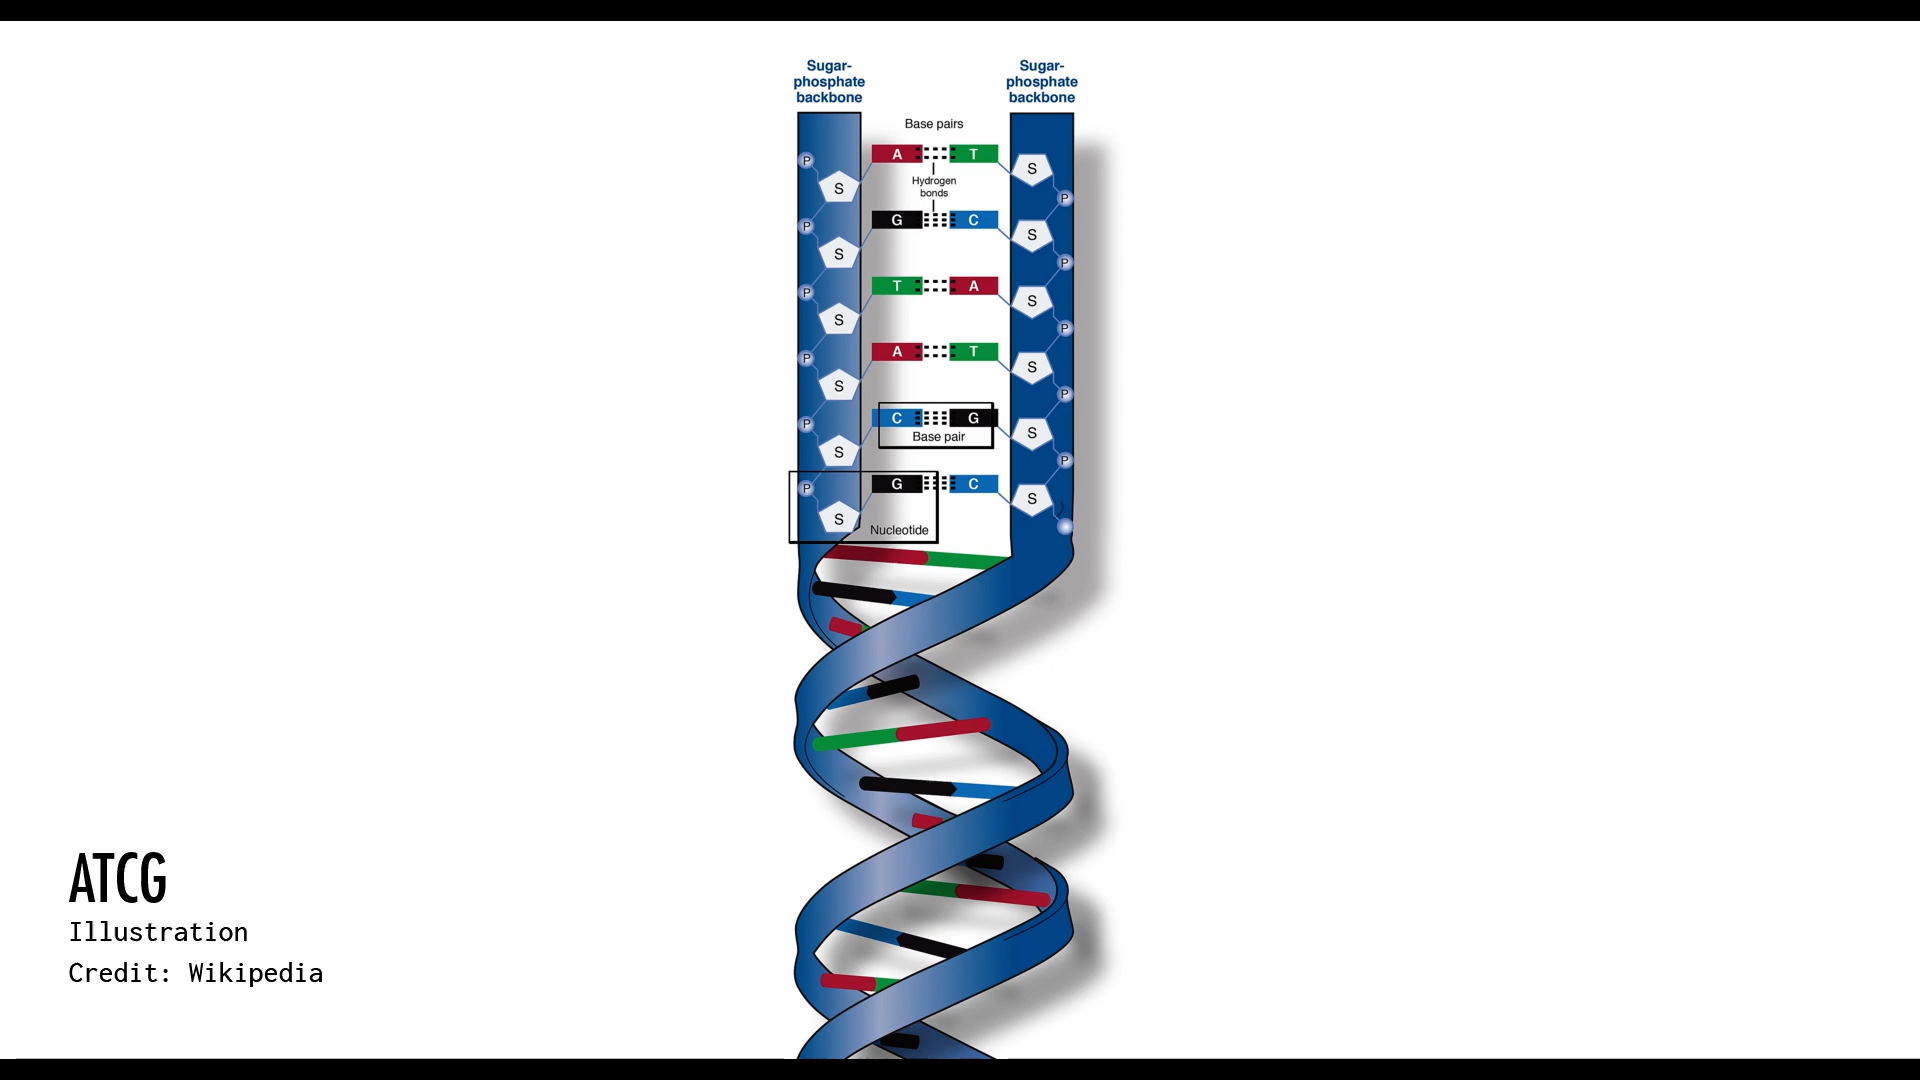 Sugar-
phosphate
backbone
Sugar-
phosphate
backbone
Base pairs
P
A
T
S
S
Hydrogen
bonds
P
P
G
C
S
S
P
P
T
A
S
S
P
P
A
T
S
S
P
P
C
G
Base pair
S
S
P
P
G
C
S
S
Nucleotide
ATCG
Illustration
Credit: Wikipedia